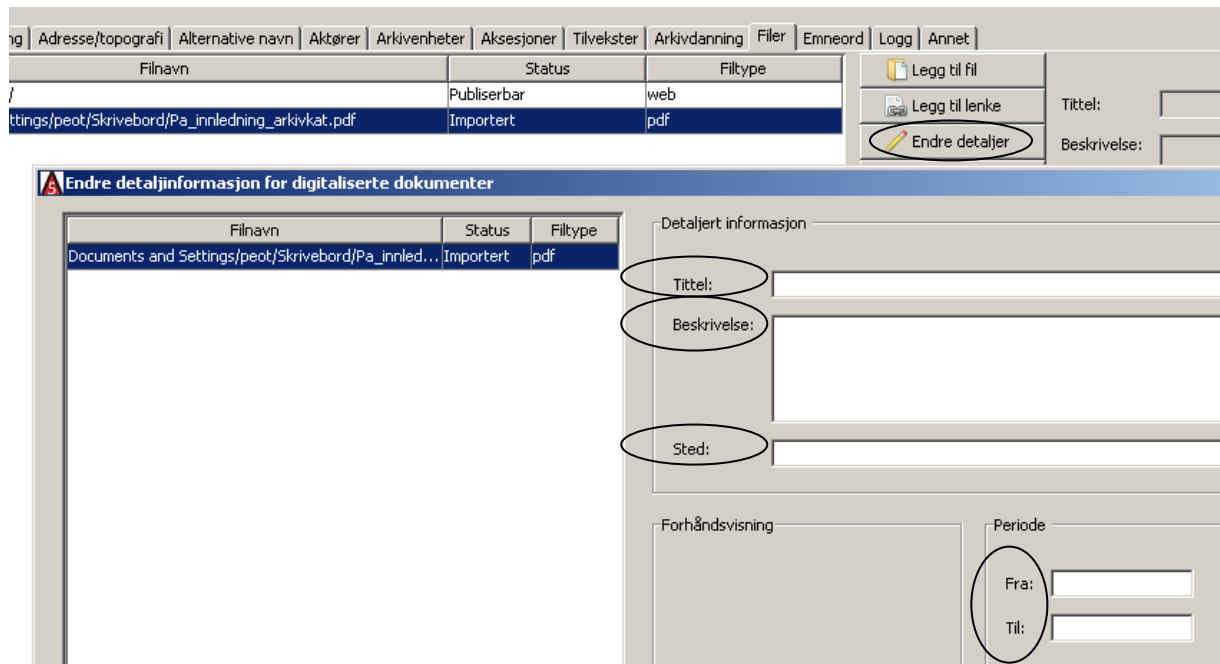 ng Adresse/topografi Alternative navn Aktører Arkivenheter Aksesjoner Tilvekster Arkivdanning Filer Emneord Logg Annet
Filnavn Status Filtype Legg til fil
/ Publiserbar web
ttings/peot/Skrivebord/Pa_innledning_arkivkat.pdf Importert pdf
Legg til lenke Tittel:
Endre detaljer Beskrivelse:
Endre detaljinformasjon for digitaliserte dokumenter
Filnavn Status Filtype
Documents and Settings/peot/Skrivebord/Pa_innled... Importert pdf
Detaljert informasjon
Tittel:
Beskrivelse:
Sted:
Forhåndsvisning
Periode
Fra:
Til: